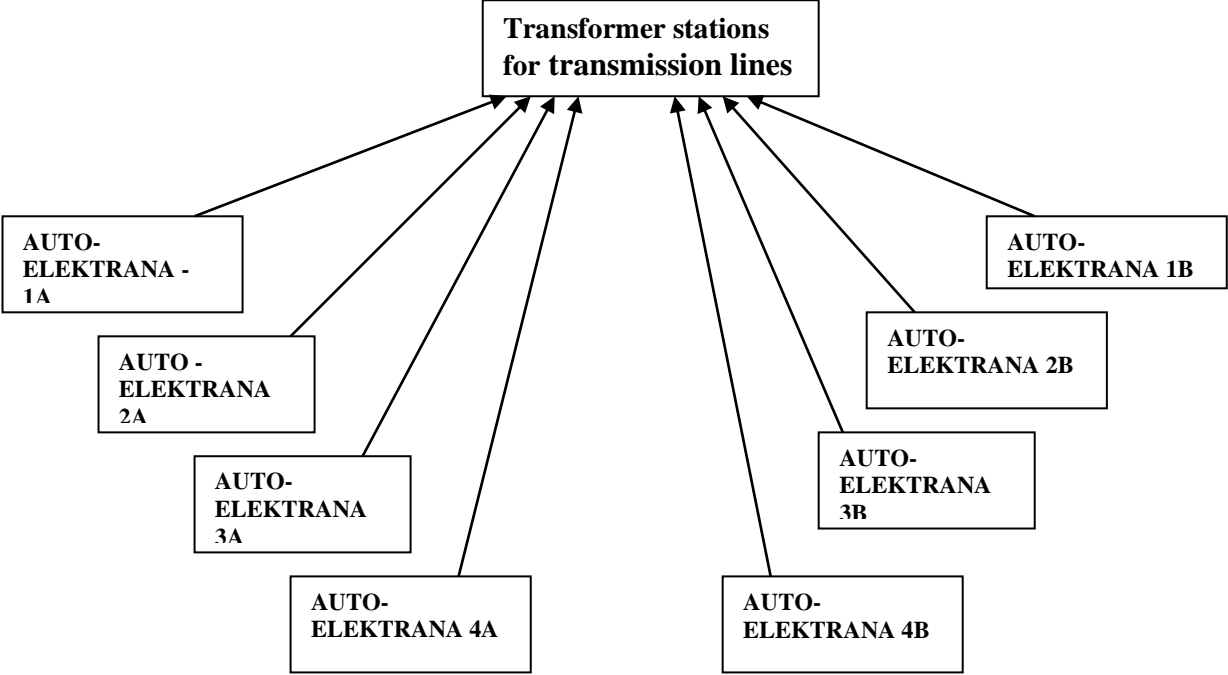 Transformer stations
for transmission lines
AUTO-
ELEKTRANA -
1A
AUTO-
ELEKTRANA 1B
AUTO -
ELEKTRANA
2A
AUTO-
ELEKTRANA 2B
AUTO-
ELEKTRANA
3A
AUTO-
ELEKTRANA
3B
AUTO-
ELEKTRANA 4A
AUTO-
ELEKTRANA 4B